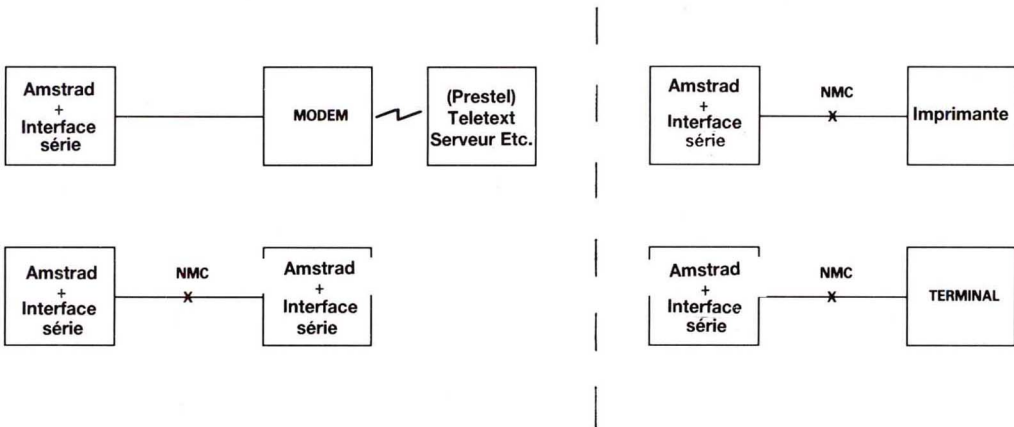 Amstrad
+
Interface
série
MODEM
(Prestel)
Teletext
Serveur Etc.
Amstrad
+
Interface
série
NMC
X
Imprimante
Amstrad
+
Interface
série
NMC
X
Amstrad
+
Interface
série
Amstrad
+
Interface
série
NMC
X
TERMINAL